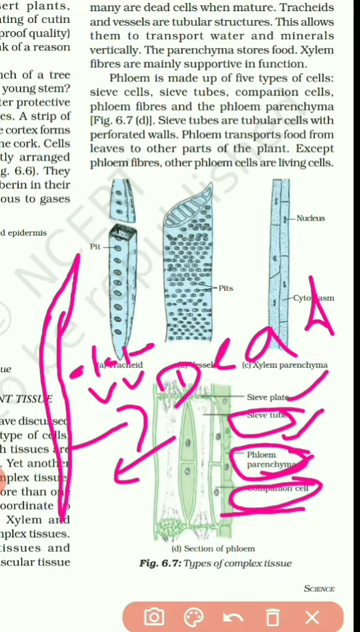 ert plants,
ting of cutin
proof quality)
k of a reason
nch of a tree
young stem?
ter protective
es. A strip of
e cortex forms
he cork. Cells
tly arranged
g. 6.6). They
berin in their
ous to gases
d epidermis
ue
NT TISSUE
ave discussed
type of cells.
h tissues are
. Yet another
mplex tissue.
ore than one
oordinate to
Xylem and
mplex tissues.
tissues and
scular tissue
many are dead cells when mature. Tracheids
and vessels are tubular structures. This allows
them to transport water and minerals
vertically. The parenchyma stores food. Xylem
fibres are mainly supportive in function.
Phloem is made up of five types of cells:
sieve cells, sieve tubes, companion cells,
phloem fibres and the phloem parenchyma
[Fig. 6.7 (d)]. Sieve tubes are tubular cells with
perforated walls. Phloem transports food from
leaves to other parts of the plant. Except
phloem fibres, other phloem cells are living cells.
Pit
Nucleus
Pits
Cytoplasm
(a) Tracheid
(b) Vessel
(c) Xylem parenchyma
Sieve plate
Sieve tube
Phloem
parenchyma
Companion cell
(d) Section of phloem
Fig. 6.7: Types of complex tissue
SCIENCE